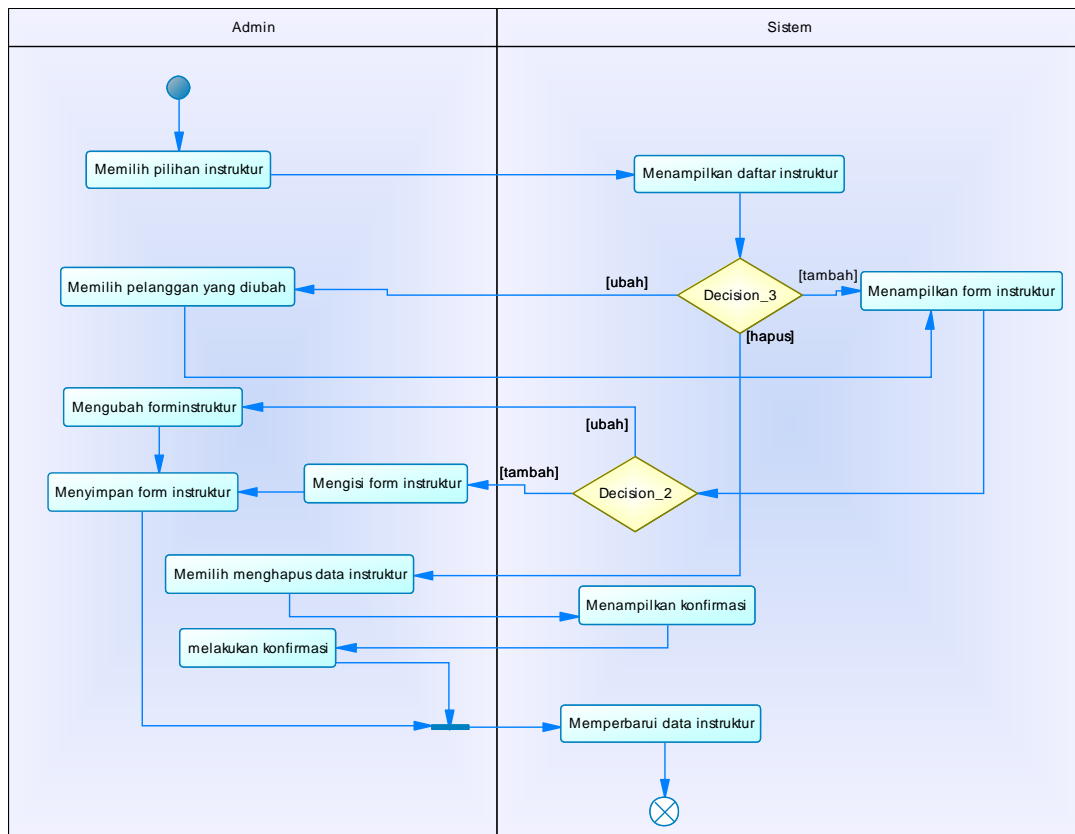 Admin
Sistem
Memilih pilihan instruktur
Menampilkan daftar instruktur
[ubah]
[tambah]
Memilih pelanggan yang diubah
Decision_3
Menampilkan form instruktur
[hapus]
Mengubah forminstruktur
[ubah]
[tambah]
Menyimpan form instruktur
Mengisi form instruktur
Decision_2
Memilih menghapus data instruktur
Menampilkan konfirmasi
melakukan konfirmasi
Memperbarui data instruktur